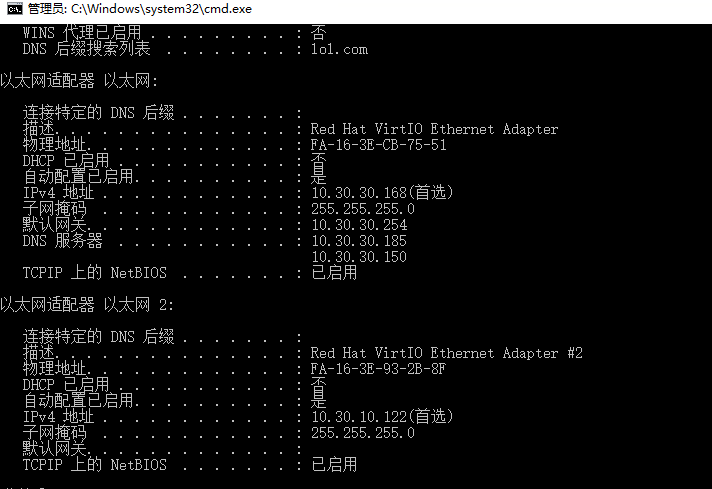 管理员: C:\Windows\system32\cmd.exe
WINS 代理已启用 . . . . . . . . . . : 否
DNS 后缀搜索列表 . . . . . . . . . : lol.com
以太网适配器 以太网:
连接特定的 DNS 后缀 . . . . . . . . :
描述. . . . . . . . . . . . . . . : Red Hat VirtIO Ethernet Adapter
物理地址. . . . . . . . . . . . . : FA-16-3E-CB-75-51
DHCP 已启用 . . . . . . . . . . . : 否
自动配置已启用. . . . . . . . . . : 是
IPv4 地址 . . . . . . . . . . . . : 10.30.30.168(首选)
子网掩码 . . . . . . . . . . . . : 255.255.255.0
默认网关. . . . . . . . . . . . . : 10.30.30.254
DNS 服务器 . . . . . . . . . . . : 10.30.30.185
10.30.30.150
TCPIP 上的 NetBIOS . . . . . . . : 已启用
以太网适配器 以太网 2:
连接特定的 DNS 后缀 . . . . . . . . :
描述. . . . . . . . . . . . . . . : Red Hat VirtIO Ethernet Adapter #2
物理地址. . . . . . . . . . . . . : FA-16-3E-93-2B-8F
DHCP 已启用 . . . . . . . . . . . : 否
自动配置已启用. . . . . . . . . . : 是
IPv4 地址 . . . . . . . . . . . . : 10.30.10.122(首选)
子网掩码 . . . . . . . . . . . . : 255.255.255.0
默认网关. . . . . . . . . . . . . :
TCPIP 上的 NetBIOS . . . . . . . : 已启用